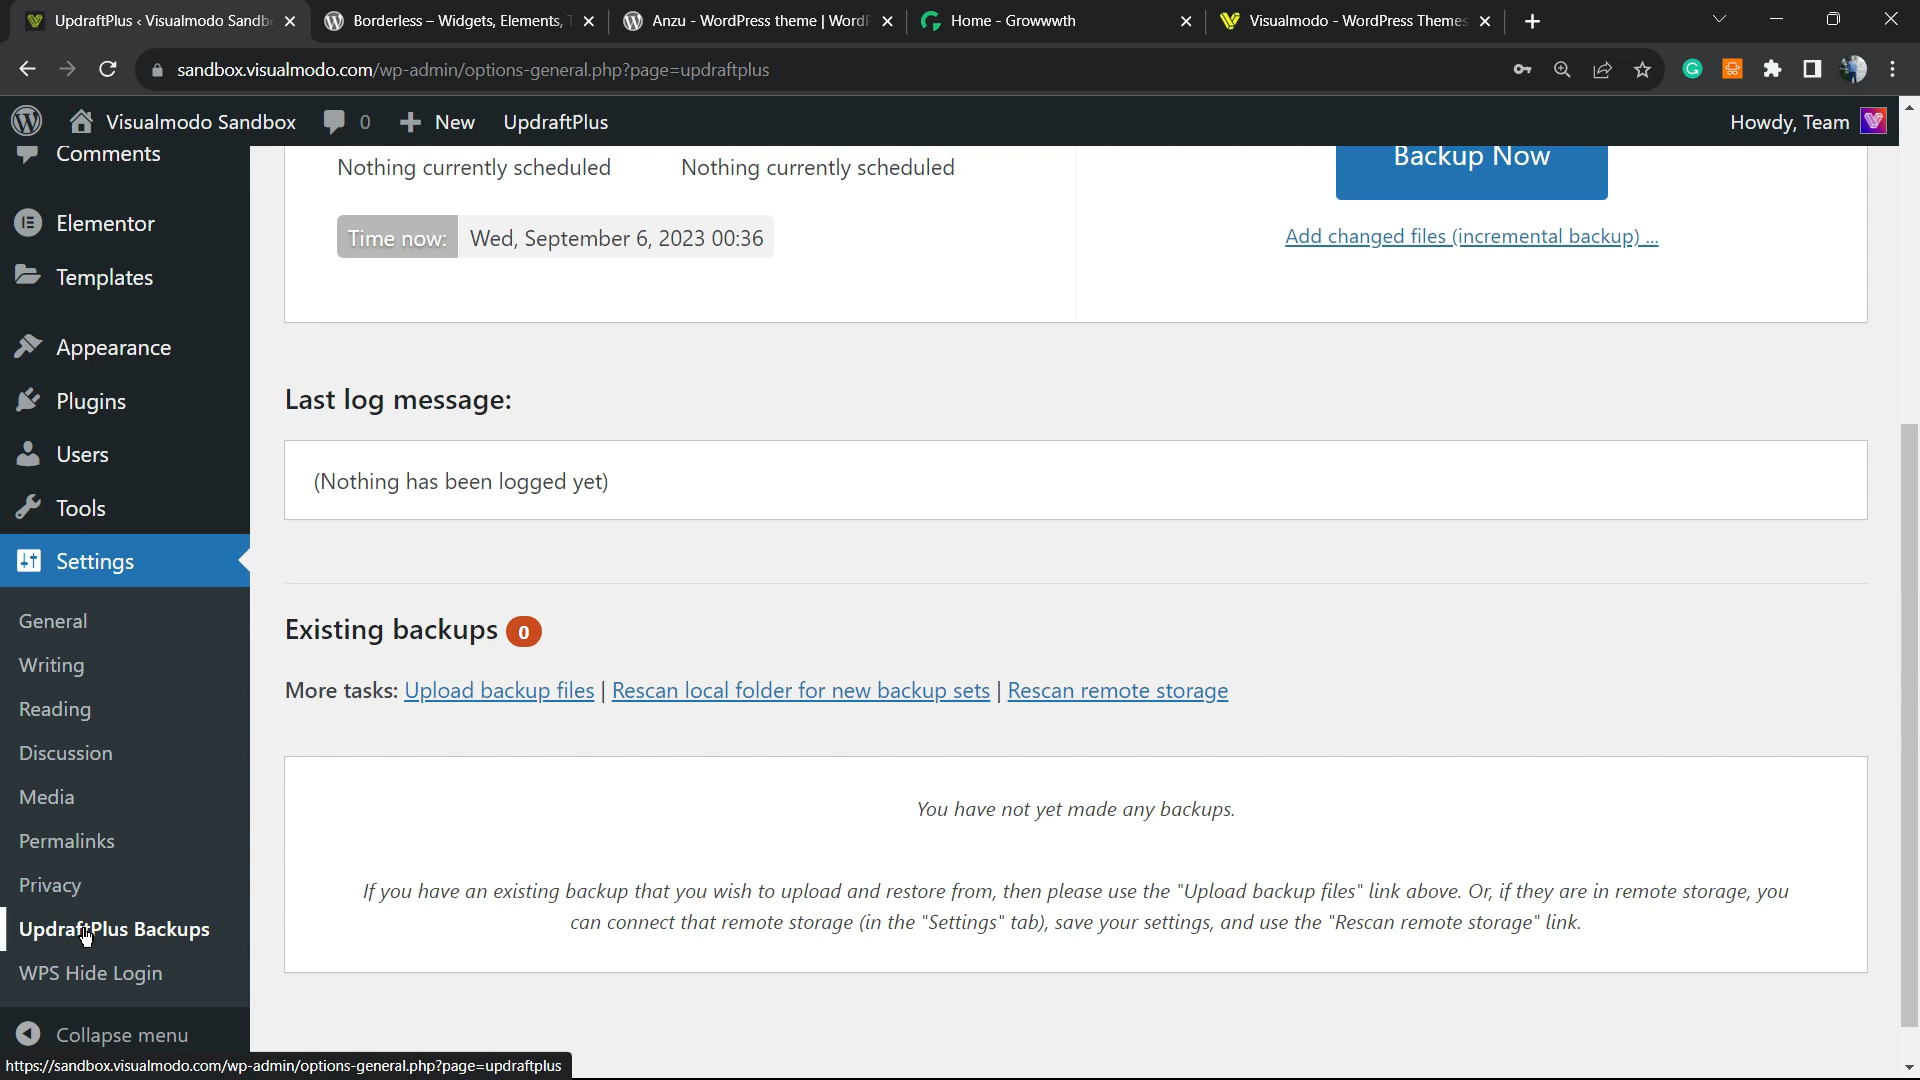 UpdraftPlus ‹ Visualmodo Sandb
Borderless – Widgets, Elements, T
Anzu - WordPress theme | WordP
Home - Growwwth
Visualmodo - WordPress Themes
sandbox.visualmodo.com/wp-admin/options-general.php?page=updraftplus
Visualmodo Sandbox
0
New
UpdraftPlus
Howdy, Team
Comments
Elementor
Templates
Appearance
Plugins
Users
Tools
Settings
General
Writing
Reading
Discussion
Media
Permalinks
Privacy
UpdraftPlus Backups
WPS Hide Login
Collapse menu
Nothing currently scheduled
Nothing currently scheduled
Time now: Wed, September 6, 2023 00:36
Backup Now
Add changed files (incremental backup) ...
Last log message:
(Nothing has been logged yet)
Existing backups 0
More tasks: Upload backup files | Rescan local folder for new backup sets | Rescan remote storage
You have not yet made any backups.
If you have an existing backup that you wish to upload and restore from, then please use the "Upload backup files" link above. Or, if they are in remote storage, you
can connect that remote storage (in the "Settings" tab), save your settings, and use the "Rescan remote storage" link.
https://sandbox.visualmodo.com/wp-admin/options-general.php?page=updraftplus